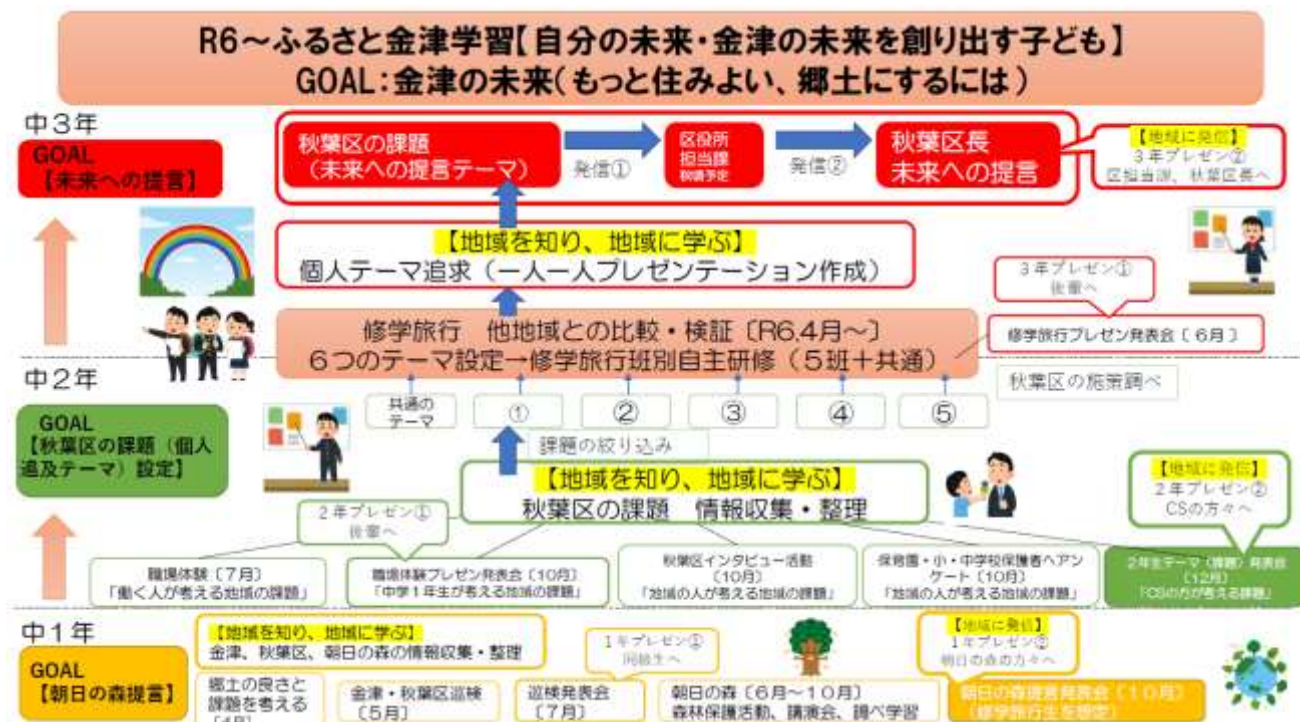 R6～ふるさと金津学習【自分の未来・金津の未来を創り出す子ども】
GOAL:金津の未来(もっと住みよい、郷土にするには)
中3年
GOAL
【未来への提言】
秋葉区の課題
(未来への提言テーマ)
発信①
区役所
担当課
発信②
秋葉区長
未来への提言
【地域に発信】
3年プレゼン②
区担当課、秋葉区長へ
【地域を知り、地域に学ぶ】
個人テーマ追求(一人一人プレゼンテーション作成)
3年プレゼン①
後輩へ
修学旅行 他地域との比較・検証〔R6.4月～〕
6つのテーマ設定→修学旅行班別自主研修(5班+共通)
修学旅行プレゼン発表会〔6月〕
中2年
GOAL
【秋葉区の課題(個人
追及テーマ)設定】
秋葉区の施策調べ
共通の
テーマ
①
②
③
④
⑤
課題の絞り込み
【地域を知り、地域に学ぶ】
秋葉区の課題 情報収集・整理
2年プレゼン①
後輩へ
【地域に発信】
2年プレゼン②
CSの方々へ
職場体験〔7月〕
「働く人が考える地域の課題」
職場体験プレゼン発表会〔10月〕
「中学1年生が考える地域の課題」
秋葉区インタビュー活動
〔10月〕
「地域の人が考える地域の課題」
保育園・小・中学校保護者へアン
ケート〔10月〕
「地域の人が考える地域の課題」
2年生テーマ(課題)発表会
〔12月〕
「CSの方が考える課題」
中1年
GOAL
【朝日の森提言】
【地域を知り、地域に学ぶ】
金津、秋葉区、朝日の森の情報収集・整理
1年プレゼン①
同級生へ
【地域に発信】
1年プレゼン②
朝日の森の方々へ
郷土の良さと
課題を考える
〔4月〕
金津・秋葉区巡検
〔5月〕
巡検発表会
〔7月〕
朝日の森〔6月～10月〕
森林保護活動、講演会、調べ学習
朝日の森提言発表会〔10月〕
(修学旅行生を想定)